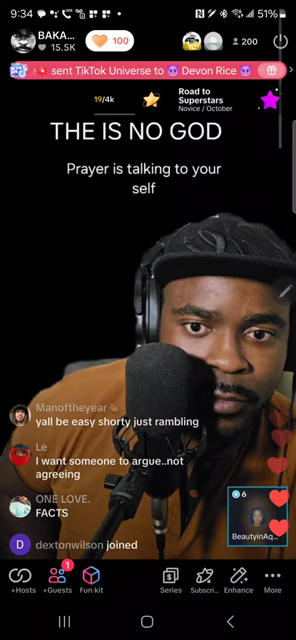 9:34
51%
BAKA...
15.5K
100
200
sent TikTok Universe to 😈 Devon Rice 😈
19/4k
Road to
Superstars
Novice / October
THE IS NO GOD
Prayer is talking to your
self
Manoftheyear
yall be easy shorty just rambling
Le
I want someone to argue..not
agreeing
ONE LOVE.
FACTS
6
BeautyinAq...
D
dextonwilson joined
1
+Hosts
+Guests
Fun kit
Series
Subscri...
Enhance
More